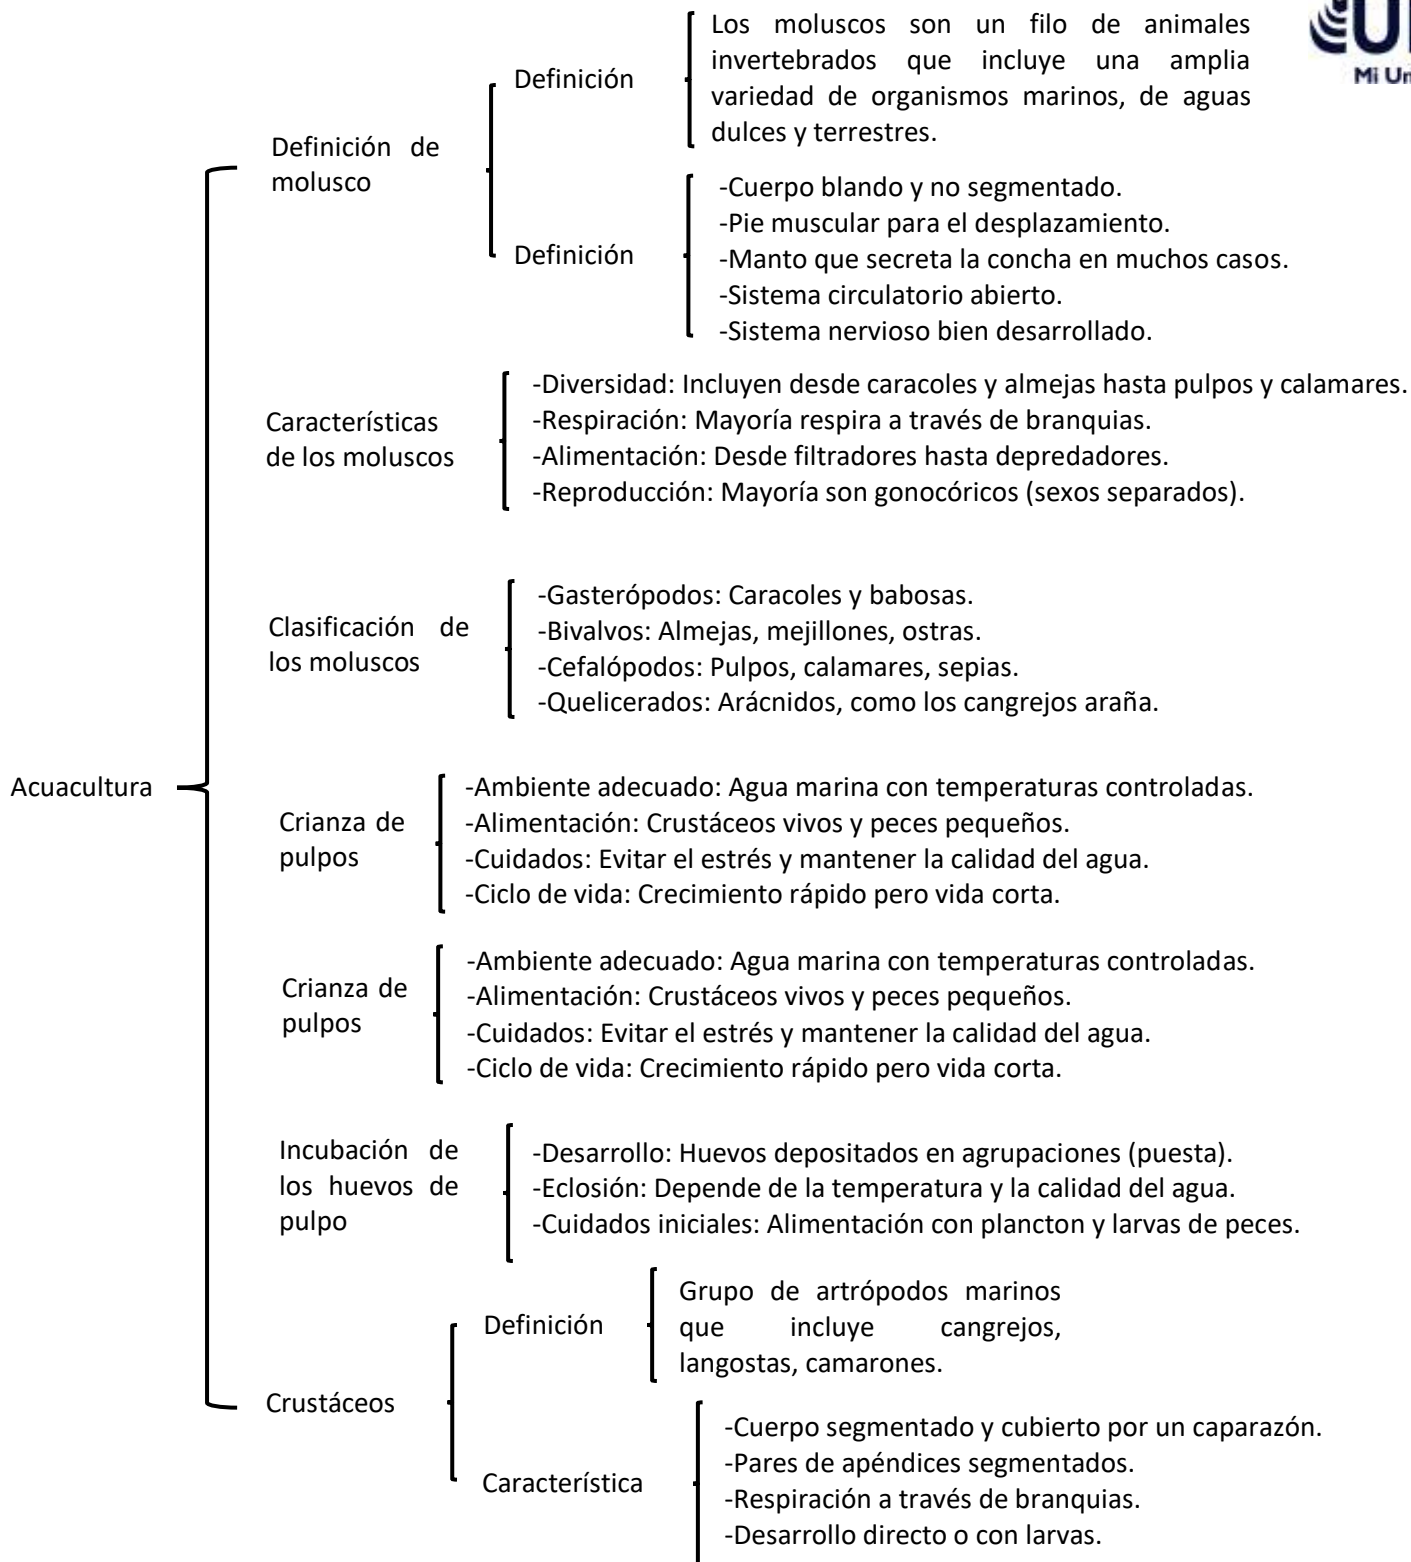 Mi
Los moluscos son un filo de animales
invertebrados que incluye una amplia
variedad de organismos marinos, de aguas
dulces y terrestres.
Definición
Definición de
molusco
-Cuerpo blando y no segmentado.
-Pie muscular para el desplazamiento.
-Manto que secreta la concha en muchos casos.
-Sistema circulatorio abierto.
-Sistema nervioso bien desarrollado.
Definición
Características
de los moluscos
-Diversidad: Incluyen desde caracoles y almejas hasta pulpos y calamares.
-Respiración: Mayoría respira a través de branquias.
-Alimentación: Desde filtradores hasta depredadores.
-Reproducción: Mayoría son gonocóricos (sexos separados).
Clasificación de
los moluscos
-Gasterópodos: Caracoles y babosas.
-Bivalvos: Almejas, mejillones, ostras.
-Cefalópodos: Pulpos, calamares, sepias.
-Quelicerados: Arácnidos, como los cangrejos araña.
Acuacultura
Crianza de
pulpos
-Ambiente adecuado: Agua marina con temperaturas controladas.
-Alimentación: Crustáceos vivos y peces pequeños.
-Cuidados: Evitar el estrés y mantener la calidad del agua.
-Ciclo de vida: Crecimiento rápido pero vida corta.
Crianza de
pulpos
-Ambiente adecuado: Agua marina con temperaturas controladas.
-Alimentación: Crustáceos vivos y peces pequeños.
-Cuidados: Evitar el estrés y mantener la calidad del agua.
-Ciclo de vida: Crecimiento rápido pero vida corta.
Incubación de
los huevos de
pulpo
-Desarrollo: Huevos depositados en agrupaciones (puesta).
-Eclosión: Depende de la temperatura y la calidad del agua.
-Cuidados iniciales: Alimentación con plancton y larvas de peces.
Crustáceos
Definición
Grupo de artrópodos marinos
que incluye cangrejos,
langostas, camarones.
Característica
-Cuerpo segmentado y cubierto por un caparazón.
-Pares de apéndices segmentados.
-Respiración a través de branquias.
-Desarrollo directo o con larvas.